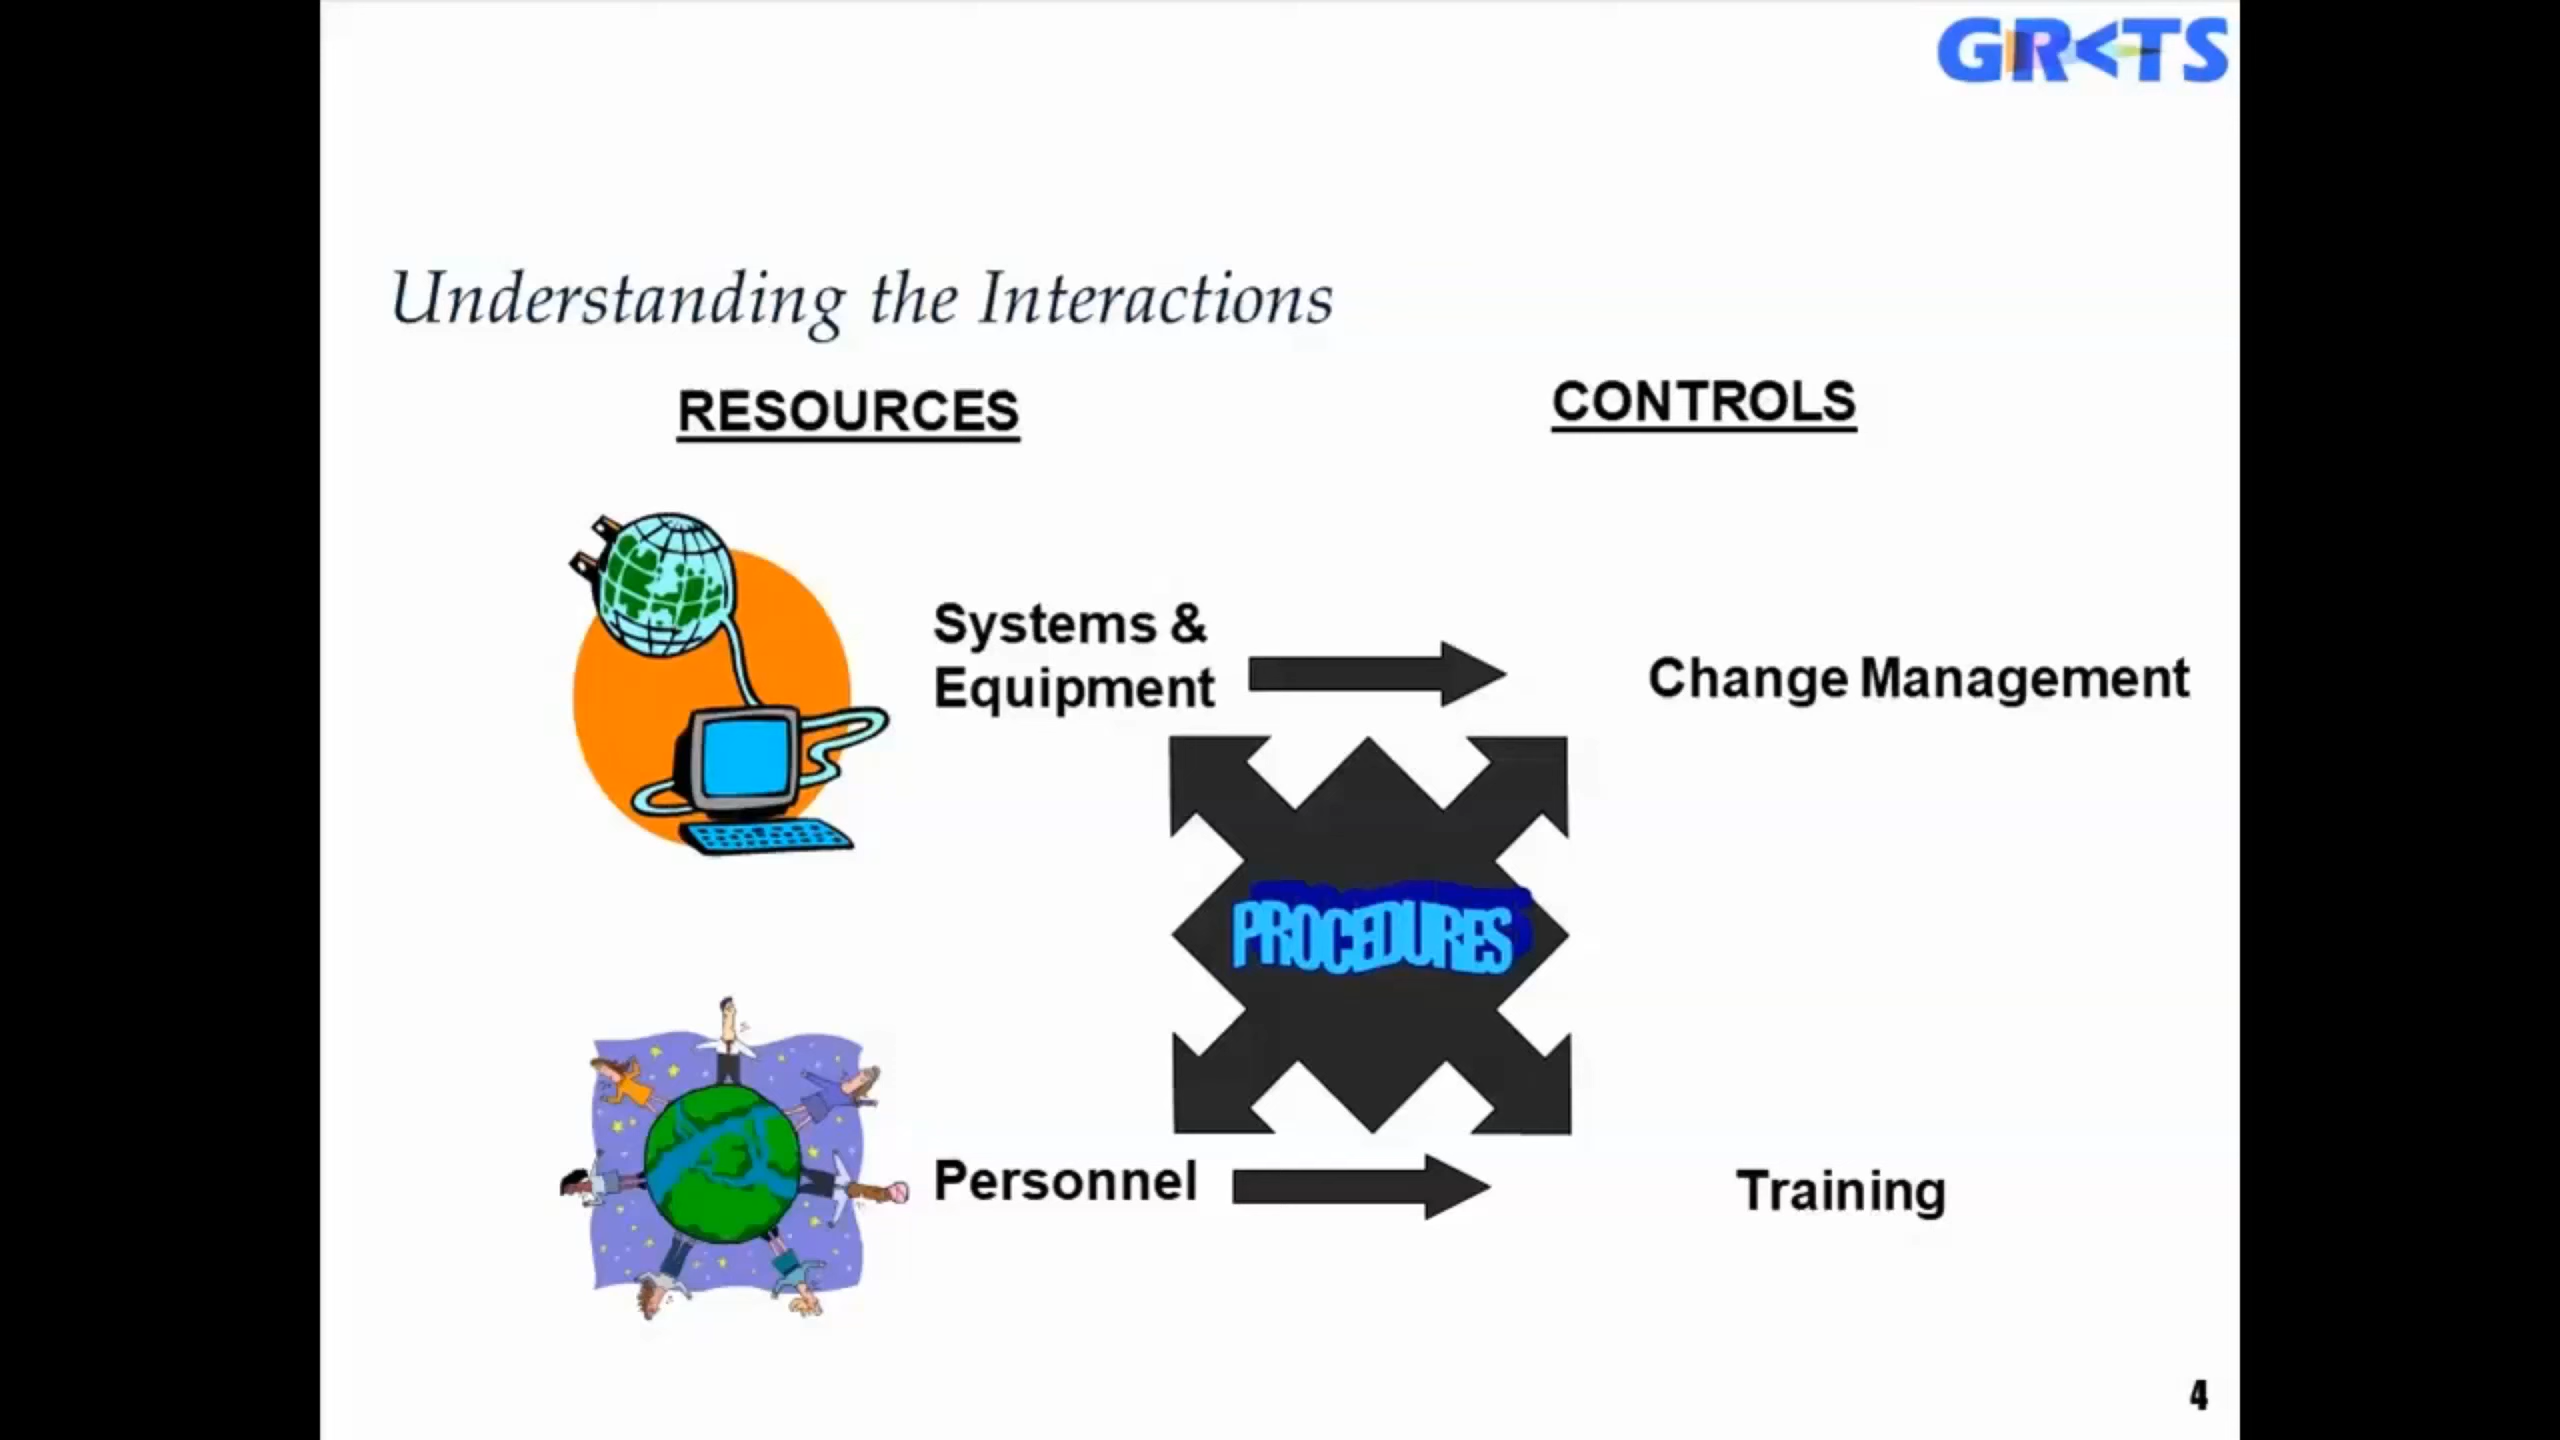 GR<TS
Understanding the Interactions
RESOURCES
CONTROLS
Systems &
Equipment
Change Management
PROCEDURES
Personnel
Training
4